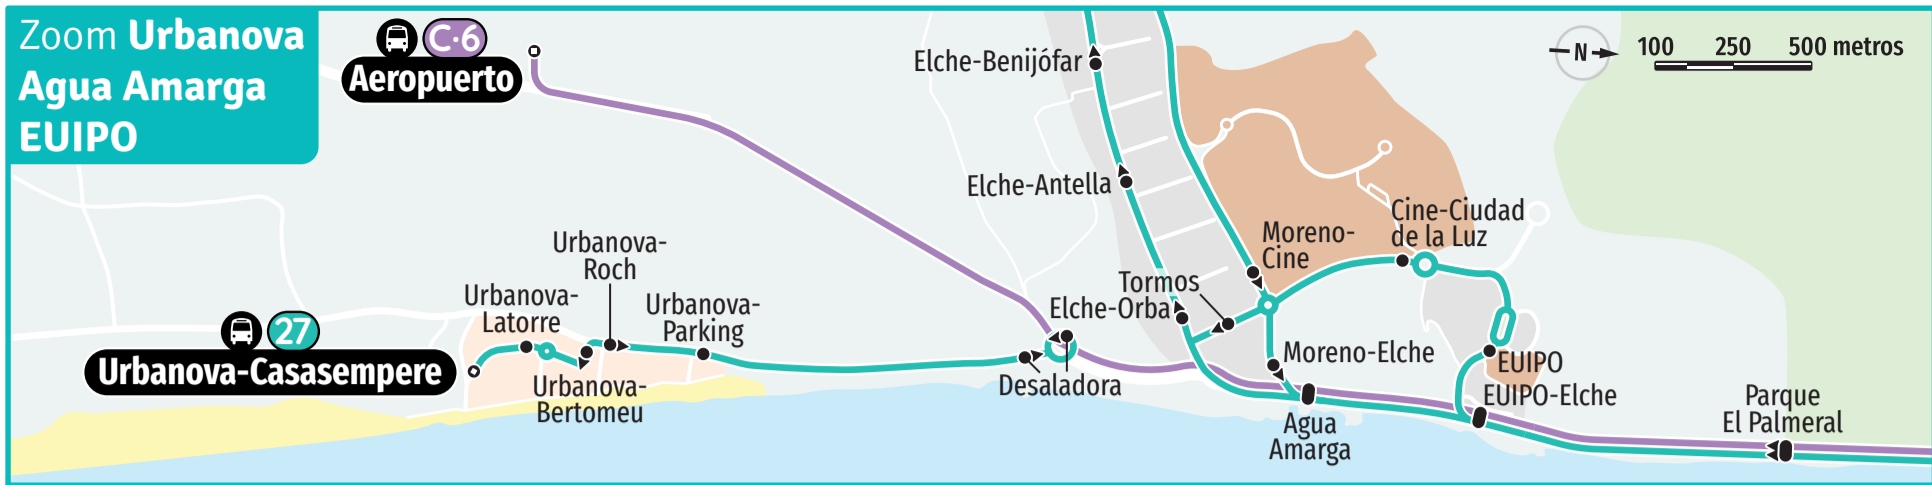 Zoom Urbanova
Agua Amarga
EUIPO
C·6
Aeropuerto
Elche-Benijófar
N
100 250 500 metros
Elche-Antella
Cine-Ciudad
de la Luz
Moreno-
Cine
Urbanova-
Roch
Tormos
Elche-Orba
Urbanova-
Latorre
Urbanova-
Parking
27
Urbanova-Casasempere
Urbanova-
Bertomeu
Desaladora
Moreno-Elche
EUIPO
EUIPO-Elche
Agua
Amarga
Parque
El Palmeral